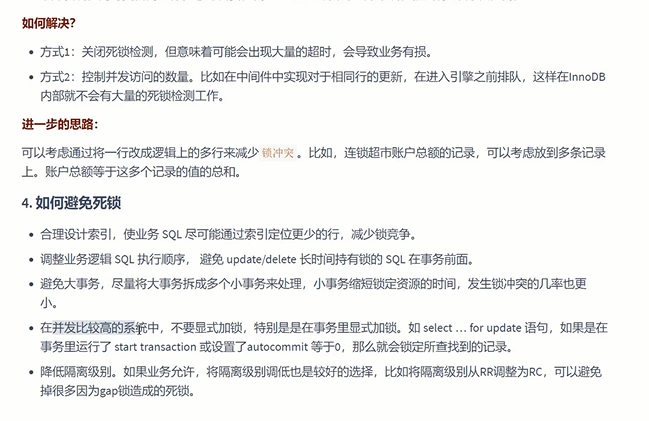 如何解决?
方式1：关闭死锁检测，但意味着可能会出现大量的超时，会导致业务有损。
方式2：控制并发访问的数量。比如在中间件中实现对于相同行的更新，在进入引擎之前排队，这样在InnoDB
内部就不会有大量的死锁检测工作。
进一步的思路：
可以考虑通过将一行改成逻辑上的多行来减少 锁冲突 。比如，连锁超市账户总额的记录，可以考虑放到多条记录
上。账户总额等于这多个记录的值的总和。
4. 如何避免死锁
合理设计索引，使业务 SQL 尽可能通过索引定位更少的行，减少锁竞争。
调整业务逻辑 SQL 执行顺序， 避免 update/delete 长时间持有锁的 SQL 在事务前面。
避免大事务，尽量将大事务拆成多个小事务来处理，小事务缩短锁定资源的时间，发生锁冲突的几率也更
小。
在并发比较高的系统中，不要显式加锁，特别是是在事务里显式加锁。如 select … for update 语句，如果是在
事务里运行了 start transaction 或设置了autocommit 等于0，那么就会锁定所查找到的记录。
降低隔离级别。如果业务允许，将隔离级别调低也是较好的选择，比如将隔离级别从RR调整为RC，可以避免
掉很多因为gap锁造成的死锁。